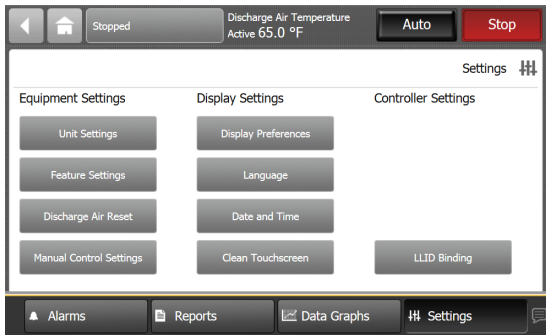 Stopped
Discharge Air Temperature
Active 65.0 °F
Auto
Stop
Settings
Equipment Settings
Display Settings
Controller Settings
Unit Settings
Display Preferences
Feature Settings
Language
Discharge Air Reset
Date and Time
Manual Control Settings
Clean Touchscreen
LLID Binding
Alarms
Reports
Data Graphs
Settings